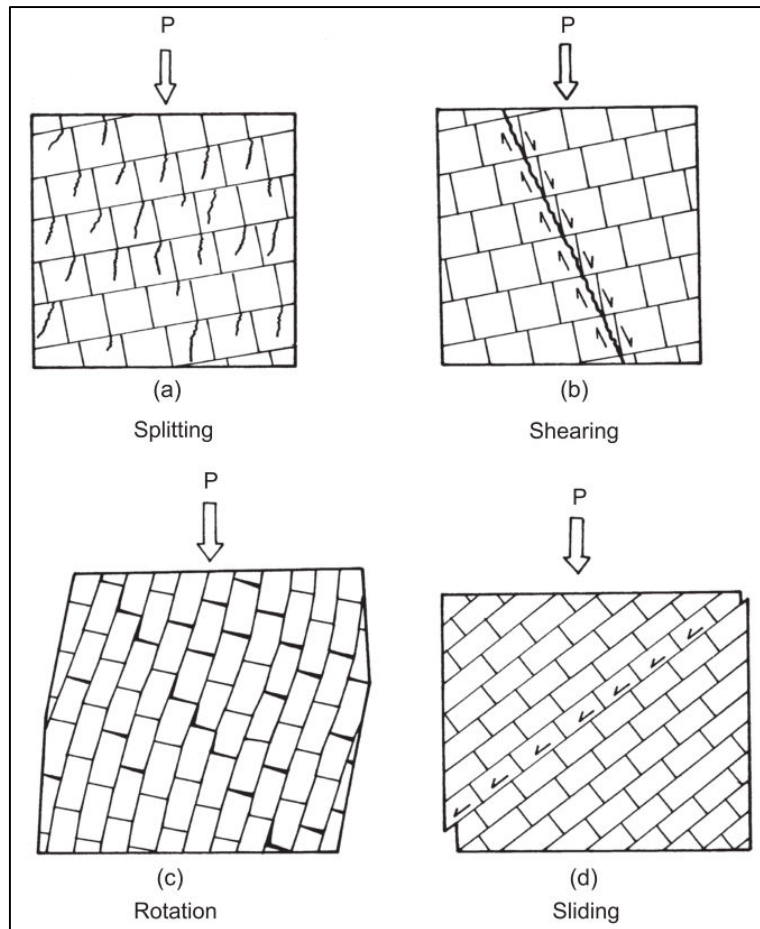 P
P
(a)
(b)
Splitting
Shearing
P
P
(c)
(d)
Rotation
Sliding